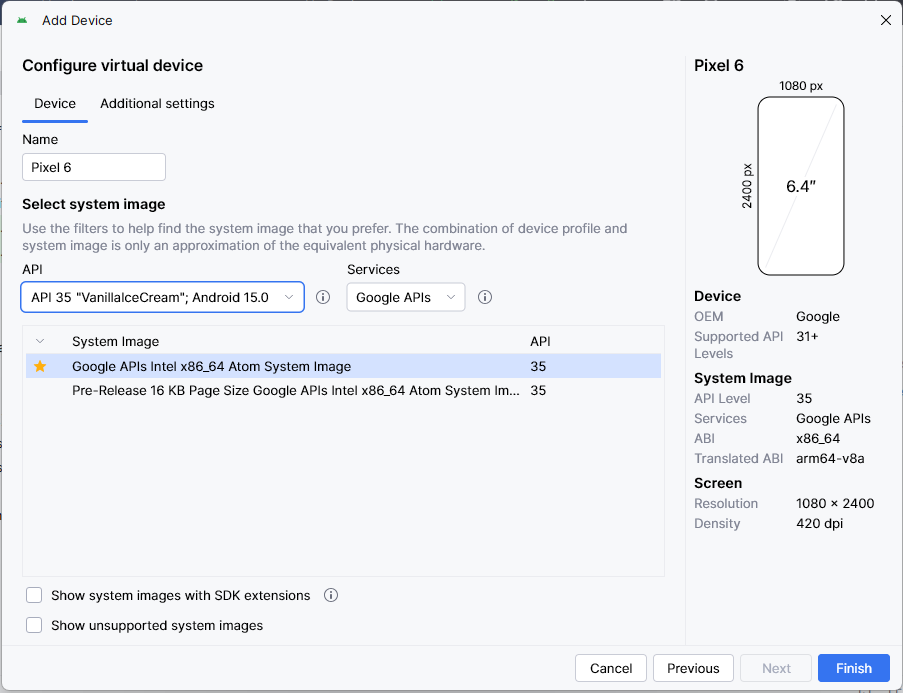 Add Device
Configure virtual device
Device Additional settings
Name
Pixel 6
Select system image
Use the filters to help find the system image that you prefer. The combination of device profile and
system image is only an approximation of the equivalent physical hardware.
API Services
API 35 "VanillaIceCream"; Android 15.0 Google APIs
System Image API
Google APIs Intel x86_64 Atom System Image 35
Pre-Release 16 KB Page Size Google APIs Intel x86_64 Atom System Im... 35
Show system images with SDK extensions
Show unsupported system images
Pixel 6
1080 px
2400 px
6.4"
Device
OEM Google
Supported API 31+
Levels
System Image
API Level 35
Services Google APIs
ABI x86_64
Translated ABI arm64-v8a
Screen
Resolution 1080 × 2400
Density 420 dpi
Cancel Previous Next Finish